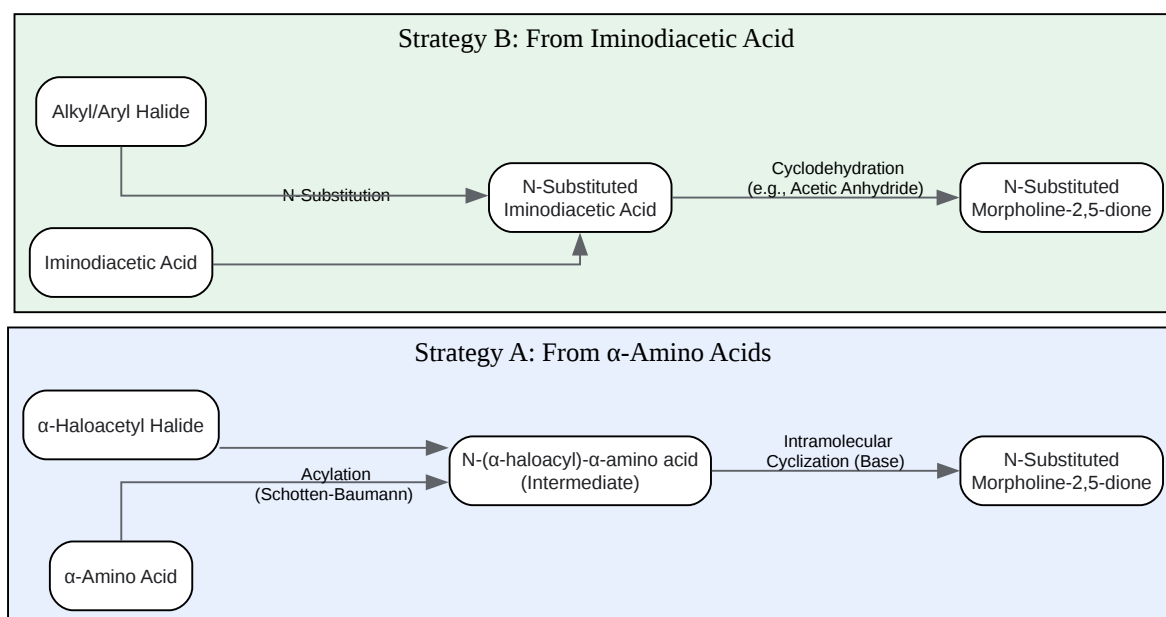 Strategy B: From Iminodiacetic Acid
Alkyl/Aryl Halide
N-Substitution
Iminodiacetic Acid
N-Substituted
Iminodiacetic Acid
Cyclodehydration
(e.g., Acetic Anhydride)
N-Substituted
Morpholine-2,5-dione
Strategy A: From α-Amino Acids
α-Haloacetyl Halide
Acylation
(Schotten-Baumann)
α-Amino Acid
N-(α-haloacyl)-α-amino acid
(Intermediate)
Intramolecular
Cyclization (Base)
N-Substituted
Morpholine-2,5-dione